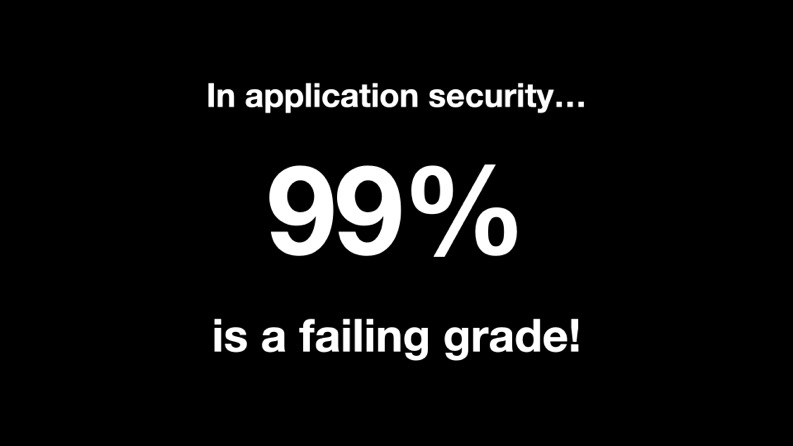 In application security…
99%
is a failing grade!